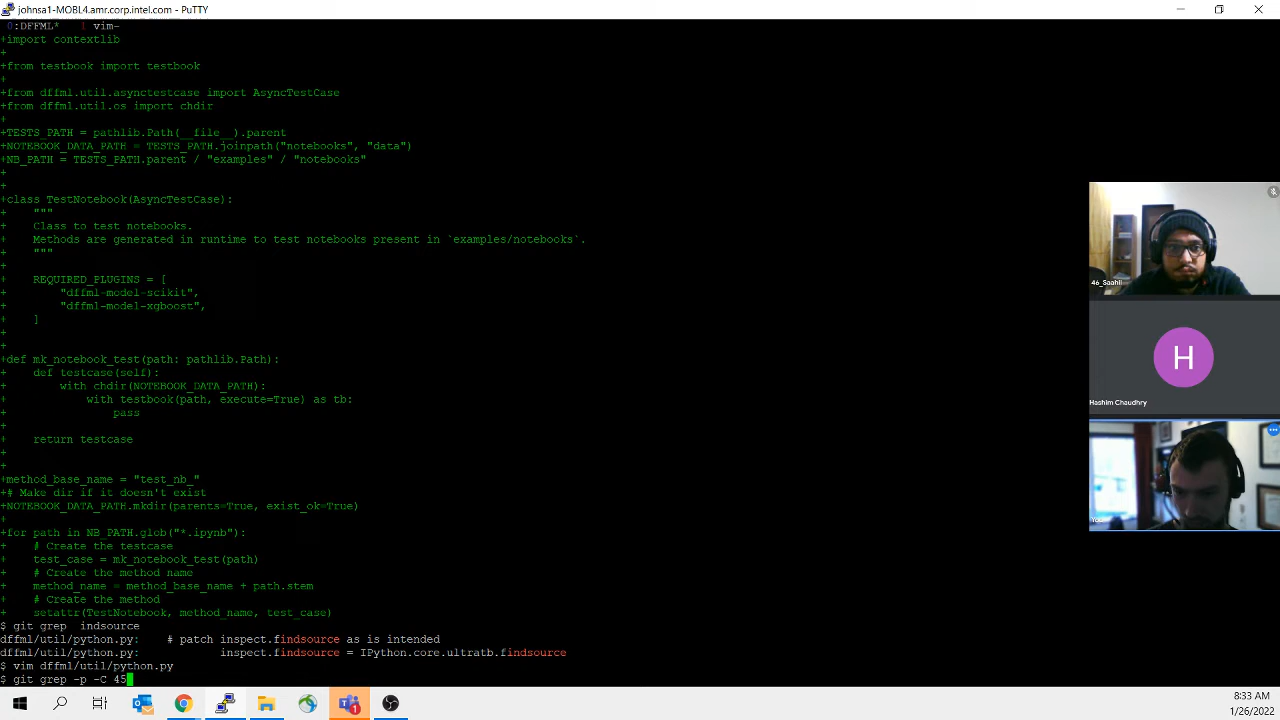 johnsa1-MOBL4.amr.corp.intel.com - PuTTY
0:DFFML*   ! vim-
+import contextlib
+
+from testbook import testbook
+
+from dffml.util.asynctestcase import AsyncTestCase
+from dffml.util.os import chdir
+
+TESTS_PATH = pathlib.Path(__file__).parent
+NOTEBOOK_DATA_PATH = TESTS_PATH.joinpath("notebooks", "data")
+NB_PATH = TESTS_PATH.parent / "examples" / "notebooks"
+
+
+class TestNotebook(AsyncTestCase):
+    """
+    Class to test notebooks.
+    Methods are generated in runtime to test notebooks present in `examples/notebooks`.
+    """
+
+    REQUIRED_PLUGINS = [
+        "dffml-model-scikit",
+        "dffml-model-xgboost",
+    ]
+
+
+def mk_notebook_test(path: pathlib.Path):
+    def testcase(self):
+        with chdir(NOTEBOOK_DATA_PATH):
+            with testbook(path, execute=True) as tb:
+                pass
+
+    return testcase
+
+
+method_base_name = "test_nb_"
+# Make dir if it doesn't exist
+NOTEBOOK_DATA_PATH.mkdir(parents=True, exist_ok=True)
+
+for path in NB_PATH.glob("*.ipynb"):
+    # Create the testcase
+    test_case = mk_notebook_test(path)
+    # Create the method name
+    method_name = method_base_name + path.stem
+    # Create the method
+    setattr(TestNotebook, method_name, test_case)
$ git grep  indsource
dffml/util/python.py:    # patch inspect.findsource as is intended
dffml/util/python.py:            inspect.findsource = IPython.core.ultratb.findsource
$ vim dffml/util/python.py
$ git grep -p -C 45
46_Saahil
H
Hashim Chaudhry
You
1
8:33 AM
1/26/2022